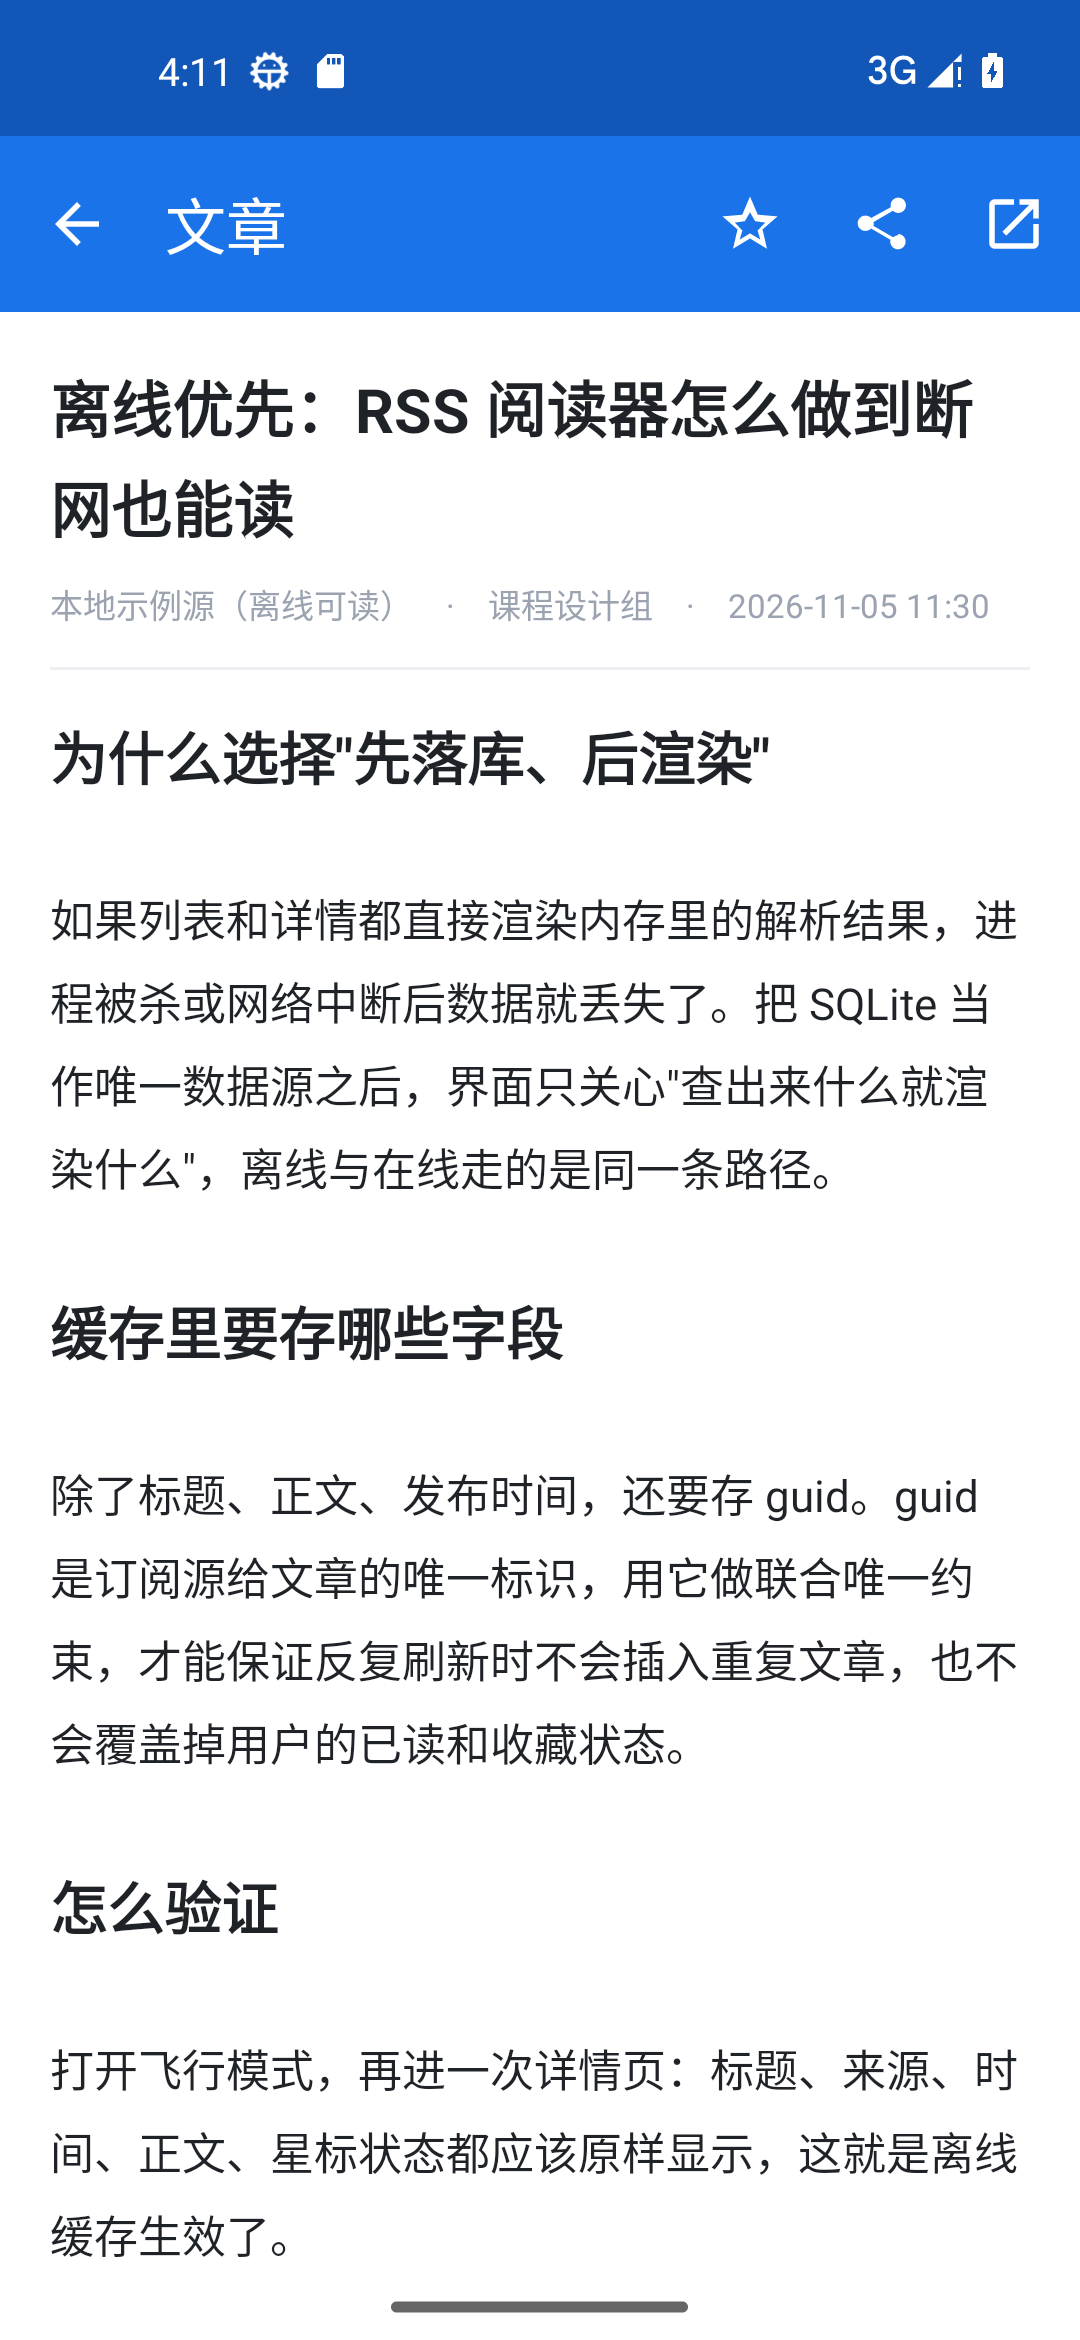 4:11
3G
文章
离线优先：RSS 阅读器怎么做到断
网也能读
本地示例源（离线可读） · 课程设计组 · 2026-11-05 11:30
为什么选择"先落库、后渲染"
如果列表和详情都直接渲染内存里的解析结果，进
程被杀或网络中断后数据就丢失了。把 SQLite 当
作唯一数据源之后，界面只关心"查出来什么就渲
染什么"，离线与在线走的是同一条路径。
缓存里要存哪些字段
除了标题、正文、发布时间，还要存 guid。guid
是订阅源给文章的唯一标识，用它做联合唯一约
束，才能保证反复刷新时不会插入重复文章，也不
会覆盖掉用户的已读和收藏状态。
怎么验证
打开飞行模式，再进一次详情页：标题、来源、时
间、正文、星标状态都应该原样显示，这就是离线
缓存生效了。